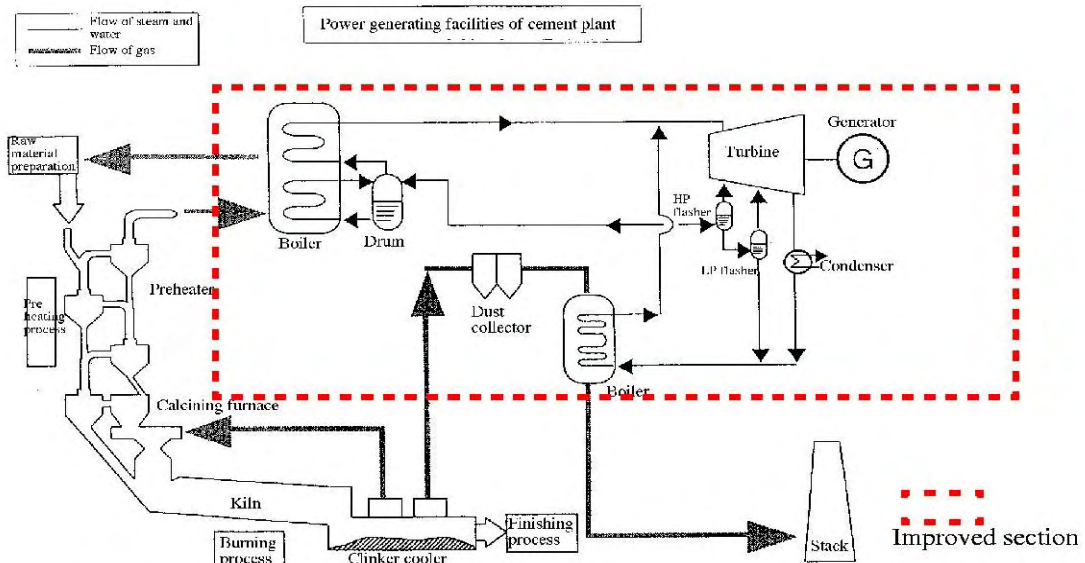 Flow of steam and
water
Flow of gas
Power generating facilities of cement plant
Raw
material
preparation
Boiler
Drum
HP
flasher
LP flasher
Turbine
Generator
G
Condenser
Preheater
Pre
heating
process
Dust
collector
Boiler
Calcining furnace
Kiln
Burning
process
Clinker cooler
Finishing
process
Stack
Improved section